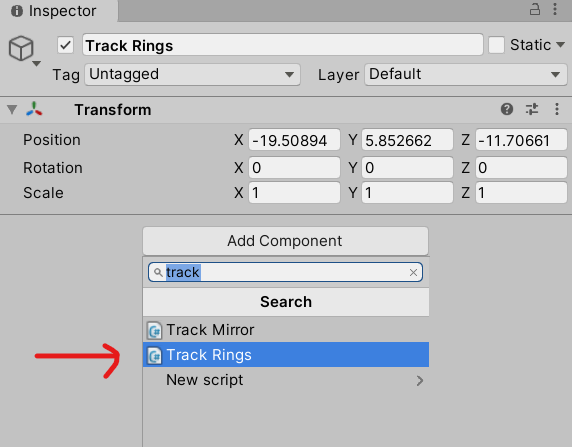 Inspector
Track Rings Static
Tag Untagged Layer Default
Transform
Position X -19.50894 Y 5.852662 Z -11.70661
Rotation X 0 Y 0 Z 0
Scale X 1 Y 1 Z 1
Add Component
track
Search
Track Mirror
Track Rings
New script